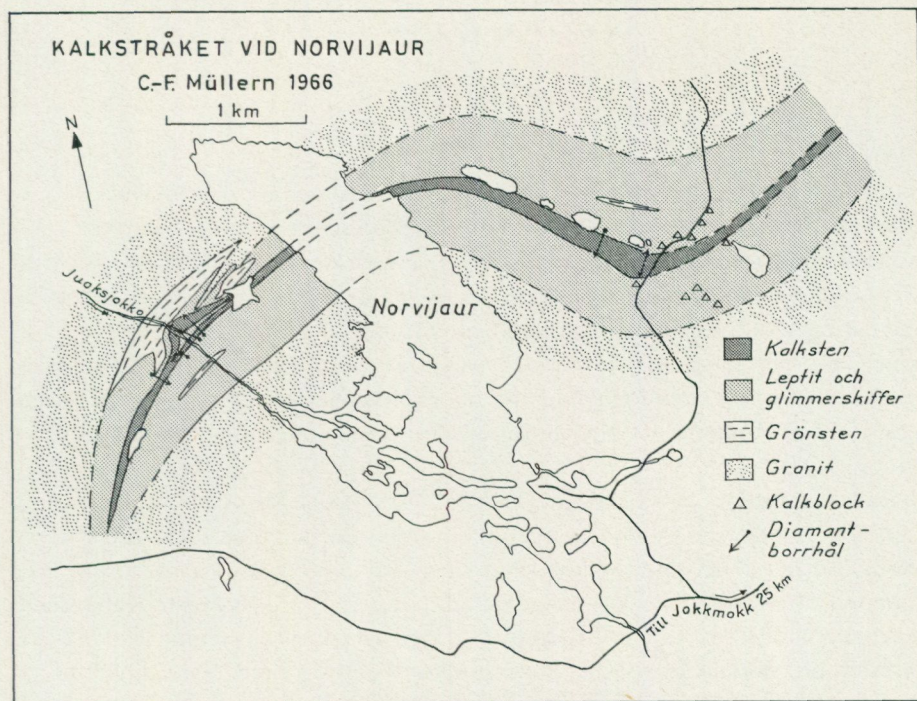 KALKSTRÅKET VID NORVIJAUR
C.-F. Müllern 1966
1 km
N
Juoksjokko
Norvijaur
Kalksten
Leptit och
glimmerskiffer
Grönsten
Granit
Kalkblock
Diamant-
borrhål
Till Jokkmokk 25 km